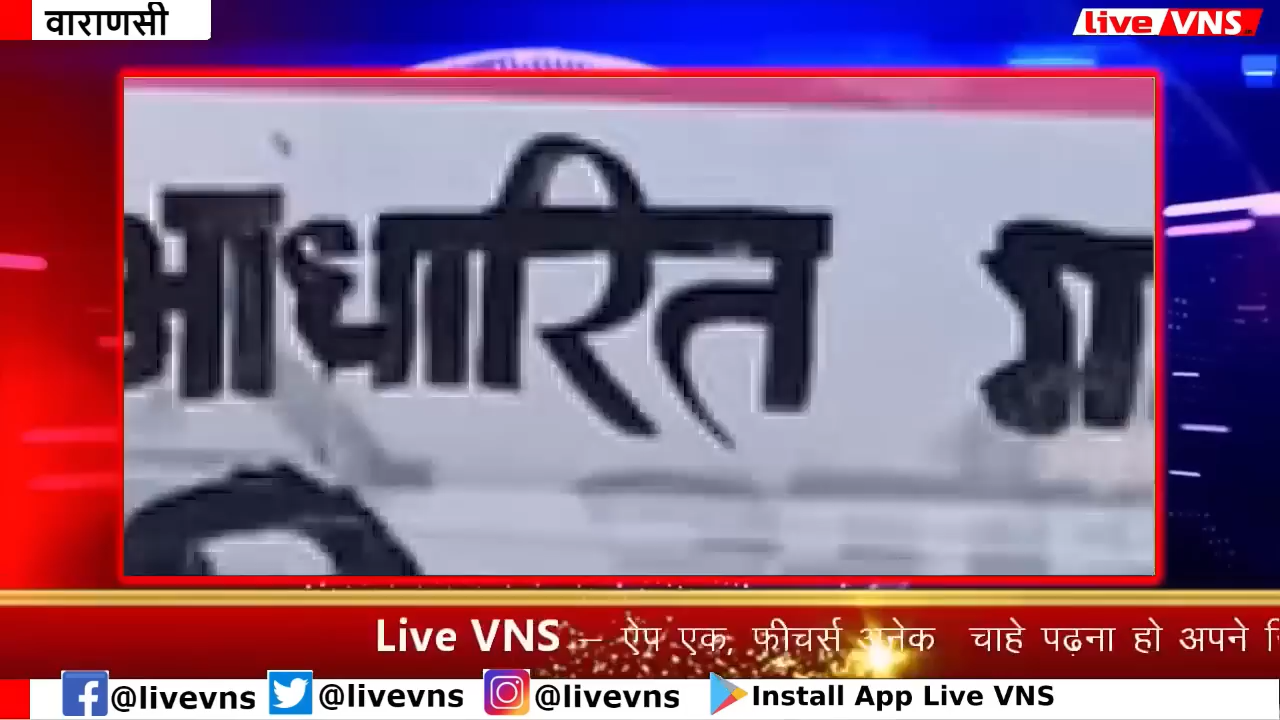 वाराणसी
live VNS
आधारित
Live VNS – ऐप एक, फीचर्स अनेक चाहे पढ़ना हो अपने
@livevns @livevns @livevns Install App Live VNS